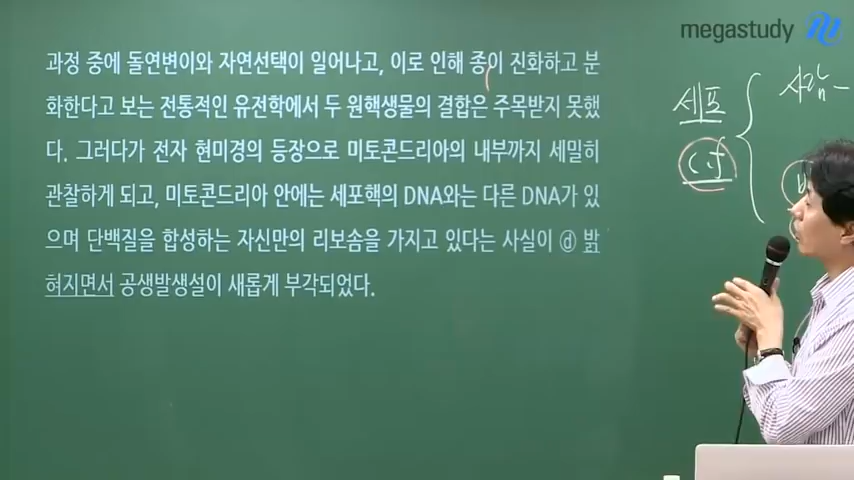 megastudy
과정 중에 돌연변이와 자연선택이 일어나고, 이로 인해 종이 진화하고 분
화한다고 보는 전통적인 유전학에서 두 원핵생물의 결합은 주목받지 못했
다. 그러다가 전자 현미경의 등장으로 미토콘드리아의 내부까지 세밀히
관찰하게 되고, 미토콘드리아 안에는 세포핵의 DNA와는 다른 DNA가 있
으며 단백질을 합성하는 자신만의 리보솜을 가지고 있다는 사실이 ⓓ 밝
혀지면서 공생발생설이 새롭게 부각되었다.
세포
c.f
사람